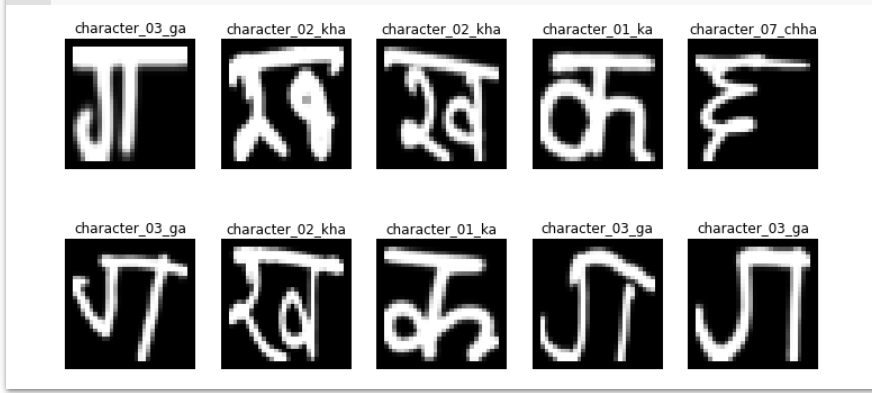 character_03_ga character_02_kha character_02_kha character_01_ka character_07_chha
ग ख ख क
character_03_ga character_02_kha character_01_ka character_03_ga character_03_ga
ग ख क ग ग